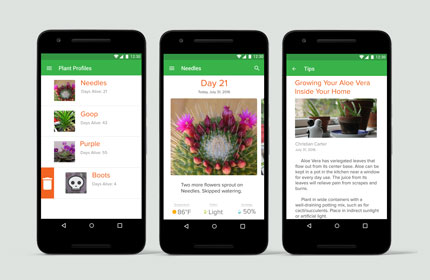 12:30
Plant Profiles
Needles
Days Alive: 21
Goop
Days Alive: 63
Purple
Days Alive: 55
Boots
Days Alive: 4
12:30
Needles
Day 21
Today, July 31, 2016
Two more flowers sprout on
Needles. Skipped watering.
86°F
Light
50%
12:30
Tips
Growing Your Aloe Vera
Inside Your Home
Christian Carter
July 31, 2016
Aloe Vera has variegated leaves that
flow out from its center base. Aloe can be
kept in a pot in the kitchen near a window
for every day use. The juice from its
leaves will relieve pain from scrapes and
burns.
Plant in wide containers with a
well-draining potting mix, such as for
cacti/succulents. Place in indirect sunlight
or artificial light.